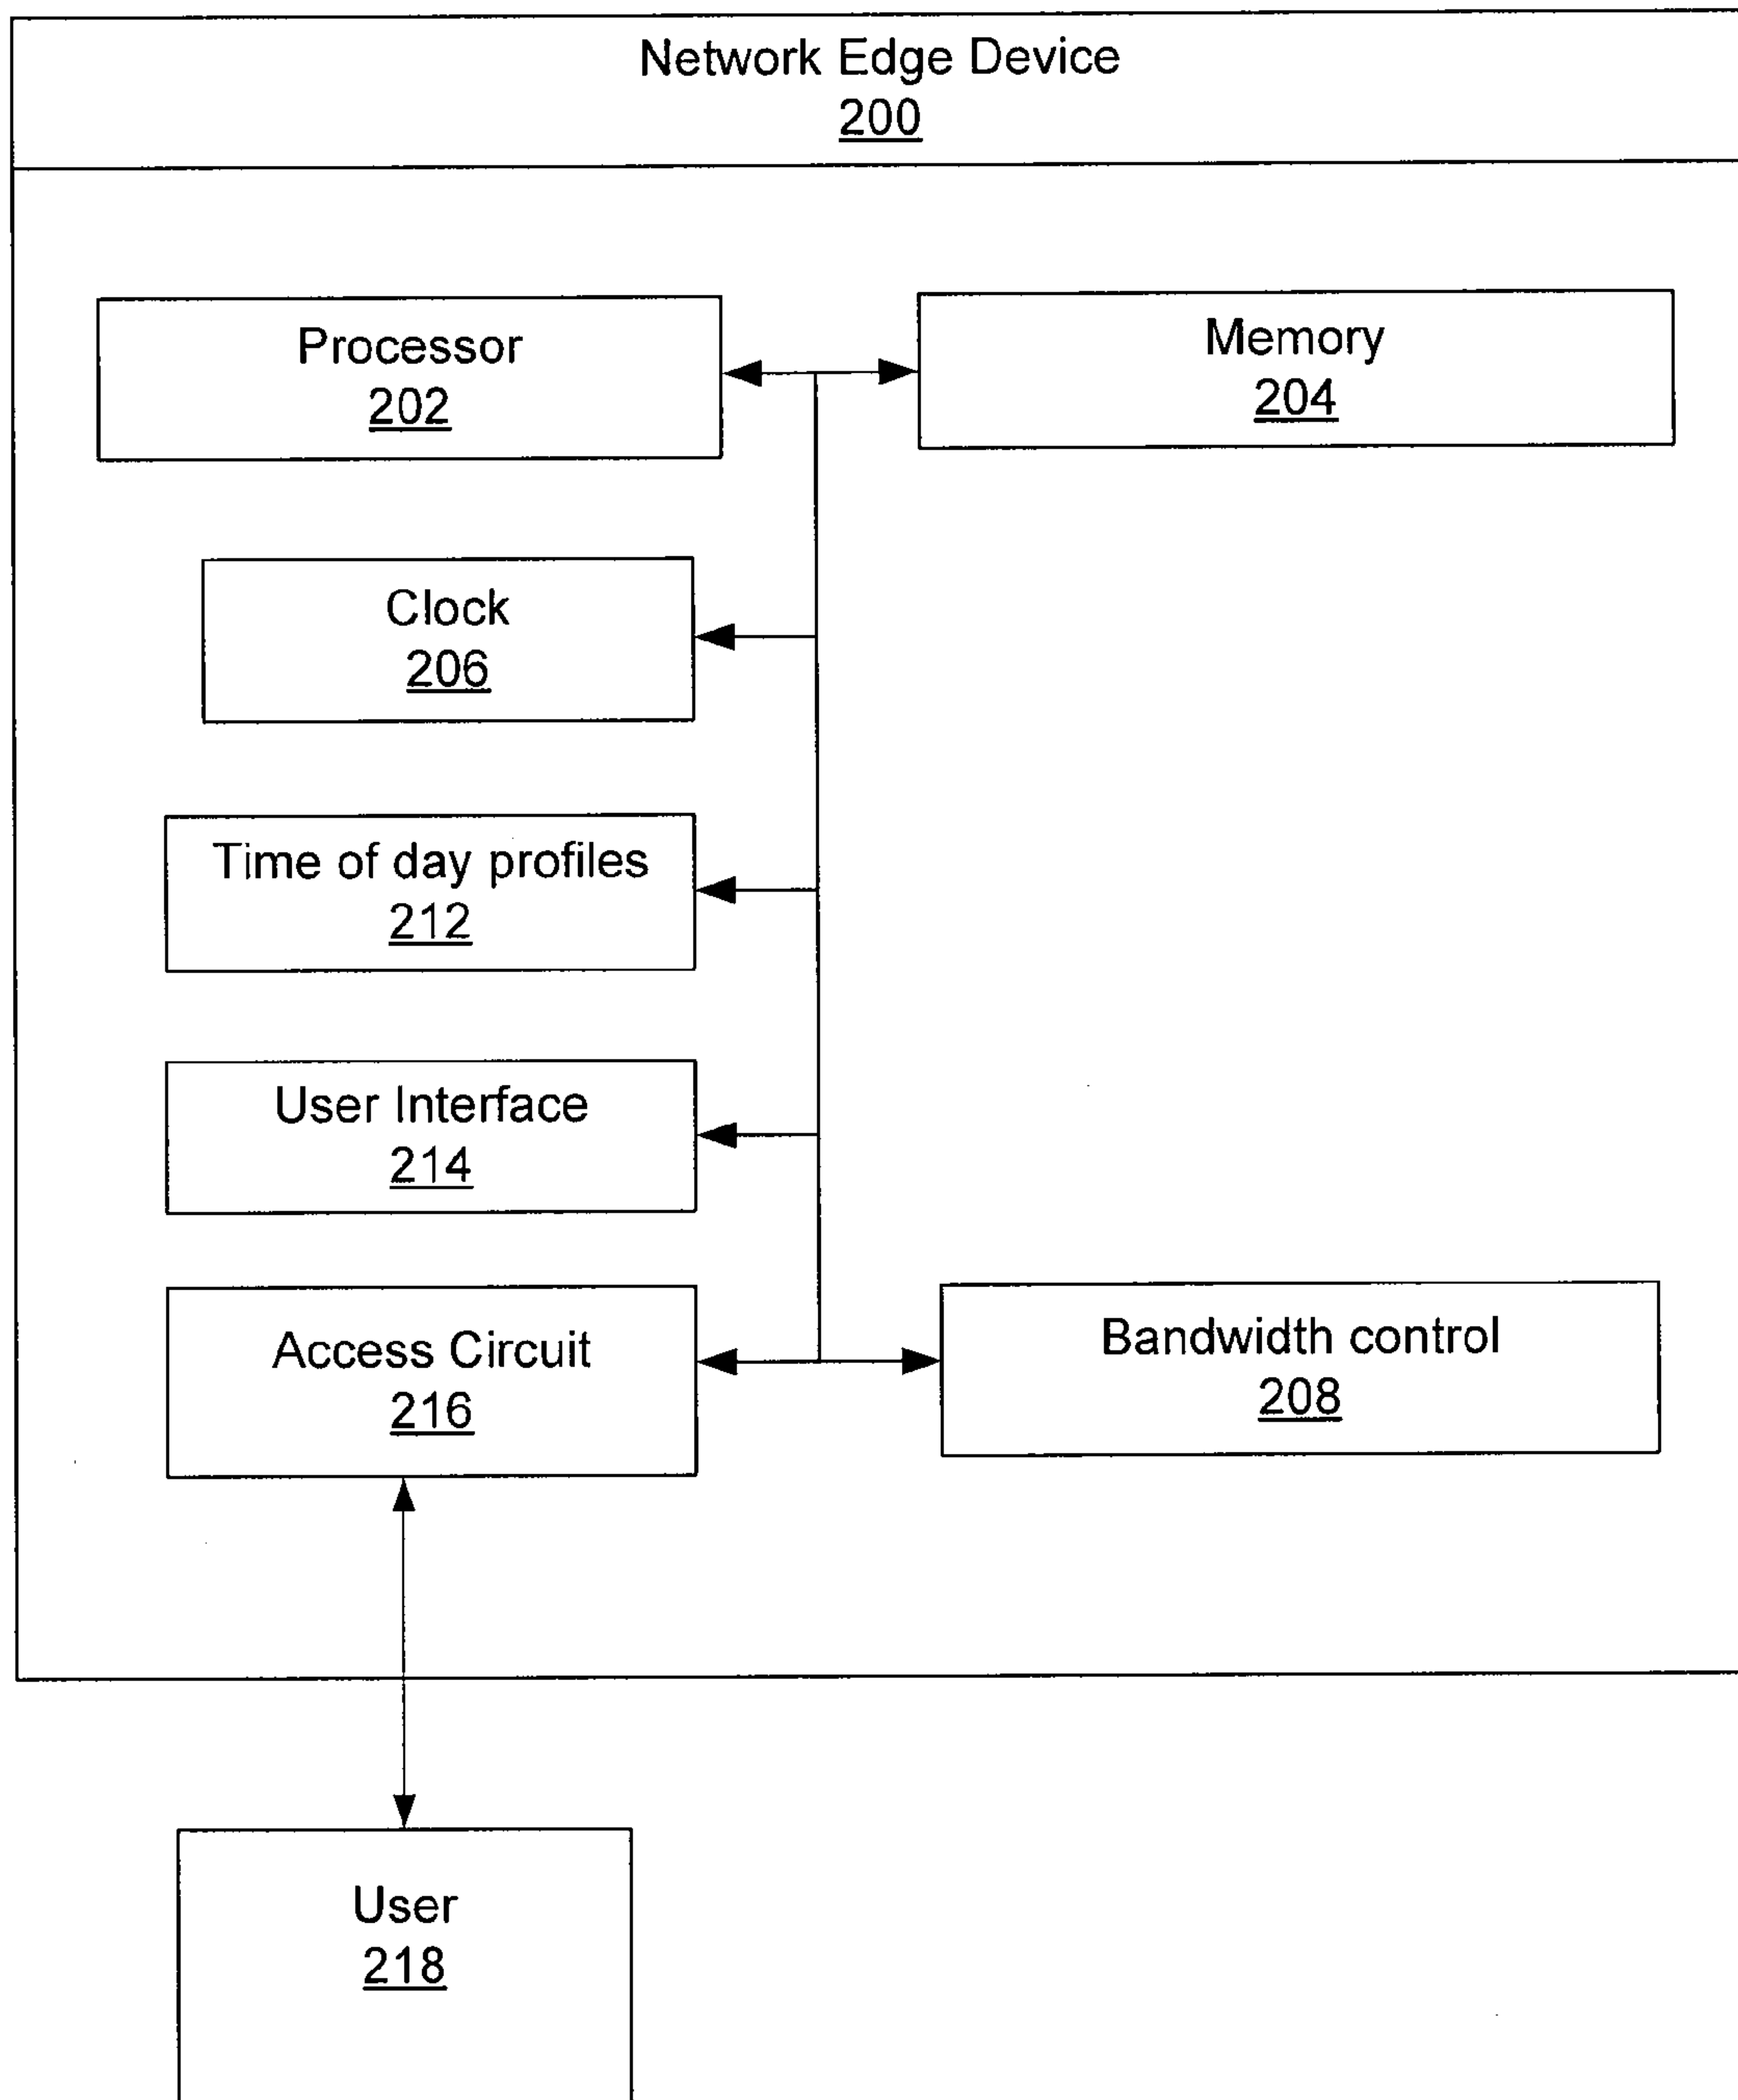 Network Edge Device
200
Processor
202
Memory
204
Clock
206
Time of day profiles
212
User Interface
214
Access Circuit
216
Bandwidth control
208
User
218